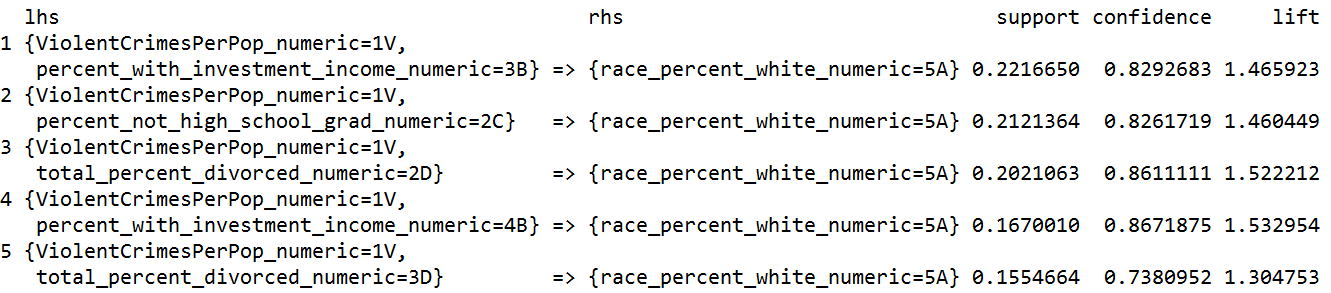 lhs rhs support confidence lift
1 {ViolentCrimesPerPop_numeric=1V,
percent_with_investment_income_numeric=3B} => {race_percent_white_numeric=5A} 0.2216650 0.8292683 1.465923
2 {ViolentCrimesPerPop_numeric=1V,
percent_not_high_school_grad_numeric=2C} => {race_percent_white_numeric=5A} 0.2121364 0.8261719 1.460449
3 {ViolentCrimesPerPop_numeric=1V,
total_percent_divorced_numeric=2D} => {race_percent_white_numeric=5A} 0.2021063 0.8611111 1.522212
4 {ViolentCrimesPerPop_numeric=1V,
percent_with_investment_income_numeric=4B} => {race_percent_white_numeric=5A} 0.1670010 0.8671875 1.532954
5 {ViolentCrimesPerPop_numeric=1V,
total_percent_divorced_numeric=3D} => {race_percent_white_numeric=5A} 0.1554664 0.7380952 1.304753